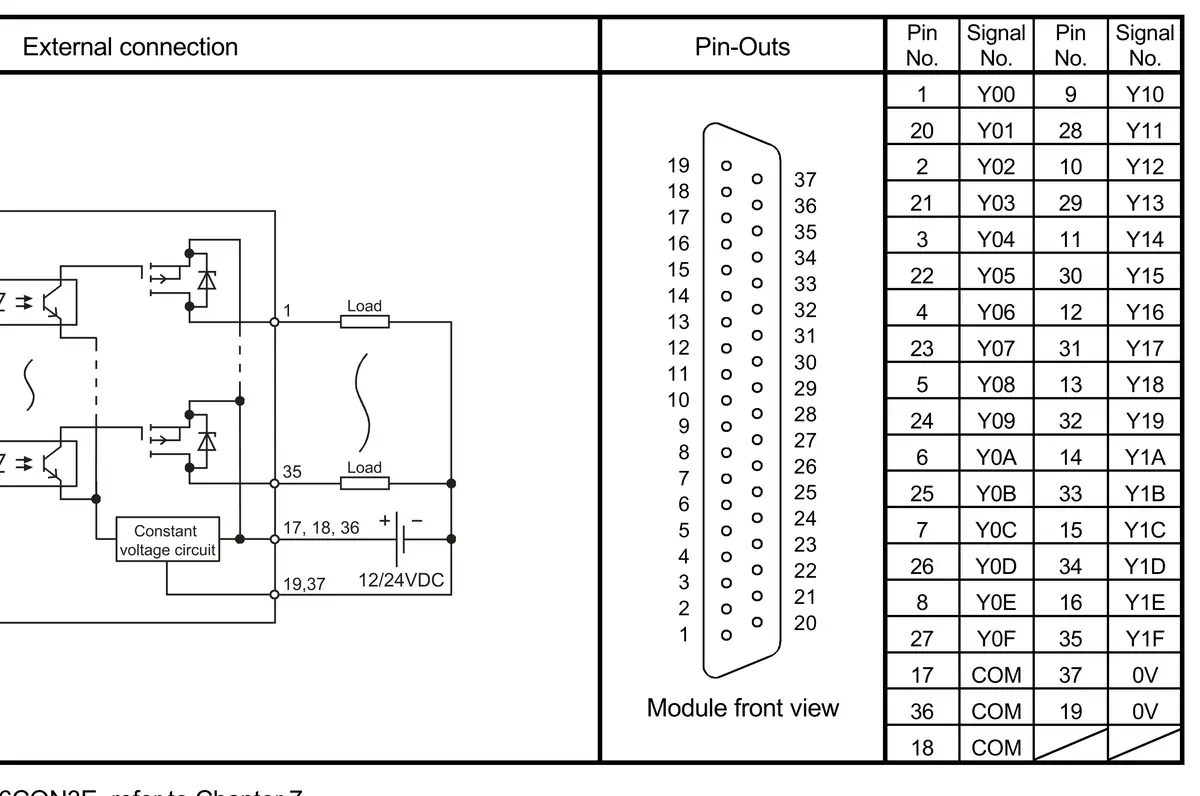 External connection
Pin-Outs
Pin No. Signal No. Pin No. Signal No.
1 Y00 9 Y10
20 Y01 28 Y11
2 Y02 10 Y12
21 Y03 29 Y13
3 Y04 11 Y14
22 Y05 30 Y15
4 Y06 12 Y16
23 Y07 31 Y17
5 Y08 13 Y18
24 Y09 32 Y19
6 Y0A 14 Y1A
25 Y0B 33 Y1B
7 Y0C 15 Y1C
26 Y0D 34 Y1D
8 Y0E 16 Y1E
27 Y0F 35 Y1F
17 COM 37 0V
36 COM 19 0V
18 COM
Z
1
Load
Z
35
Load
Constant
voltage circuit
17, 18, 36
+ −
12/24VDC
19,37
19
37
18
36
17
35
16
34
15
33
14
32
13
31
12
30
11
29
10
28
9
27
8
26
7
25
6
24
5
23
4
22
3
21
2
20
1
Module front view